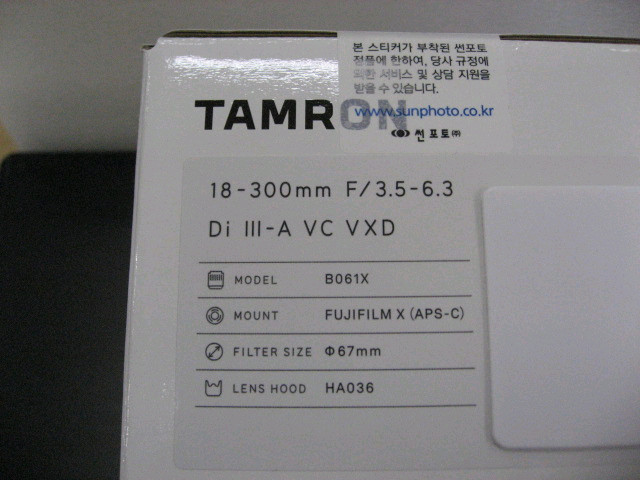 본 스티커가 부착된 썬포토
정품에 한하여, 당사 규정에
의한 서비스 및 상담 지원을
받을 수 있습니다.
www.sunphoto.co.kr
썬포토㈜
TAMRON
18-300mm F/3.5-6.3
Di III-A VC VXD
MODEL B061X
MOUNT FUJIFILM X (APS-C)
FILTER SIZE Φ67mm
LENS HOOD HA036